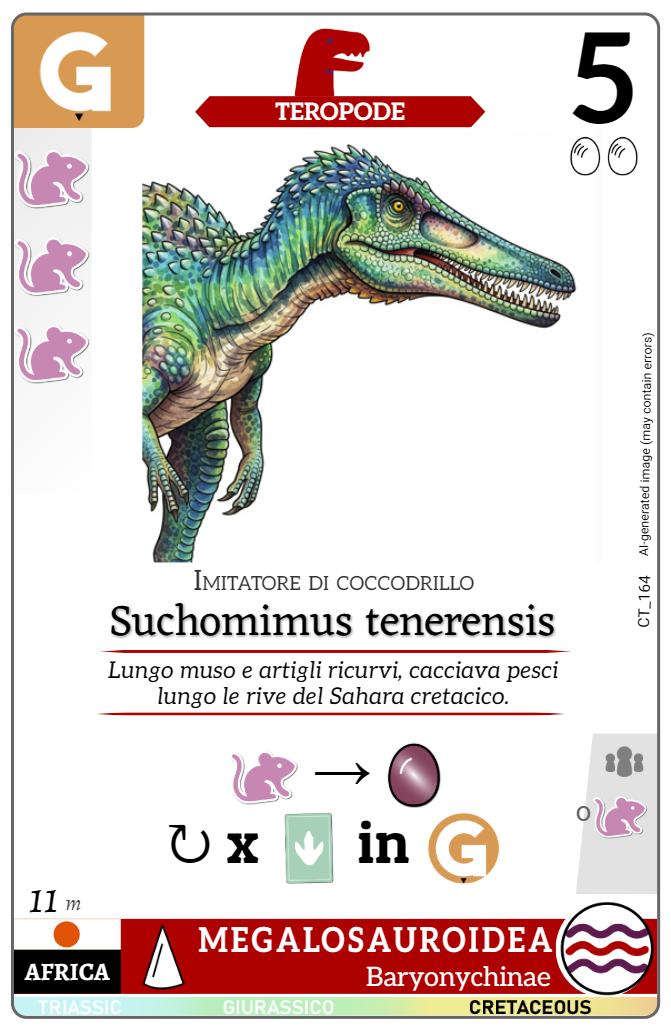 G
TEROPODE
5
AI-generated image (may contain errors)
CT_164
Imitatore di coccodrillo
Suchomimus tenerensis
Lungo muso e artigli ricurvi, cacciava pesci
lungo le rive del Sahara cretacico.
→
o
↻ x in G
11 m
AFRICA
MEGALOSAUROIDEA
Baryonychinae
TRIASSIC GIURASSICO CRETACEOUS